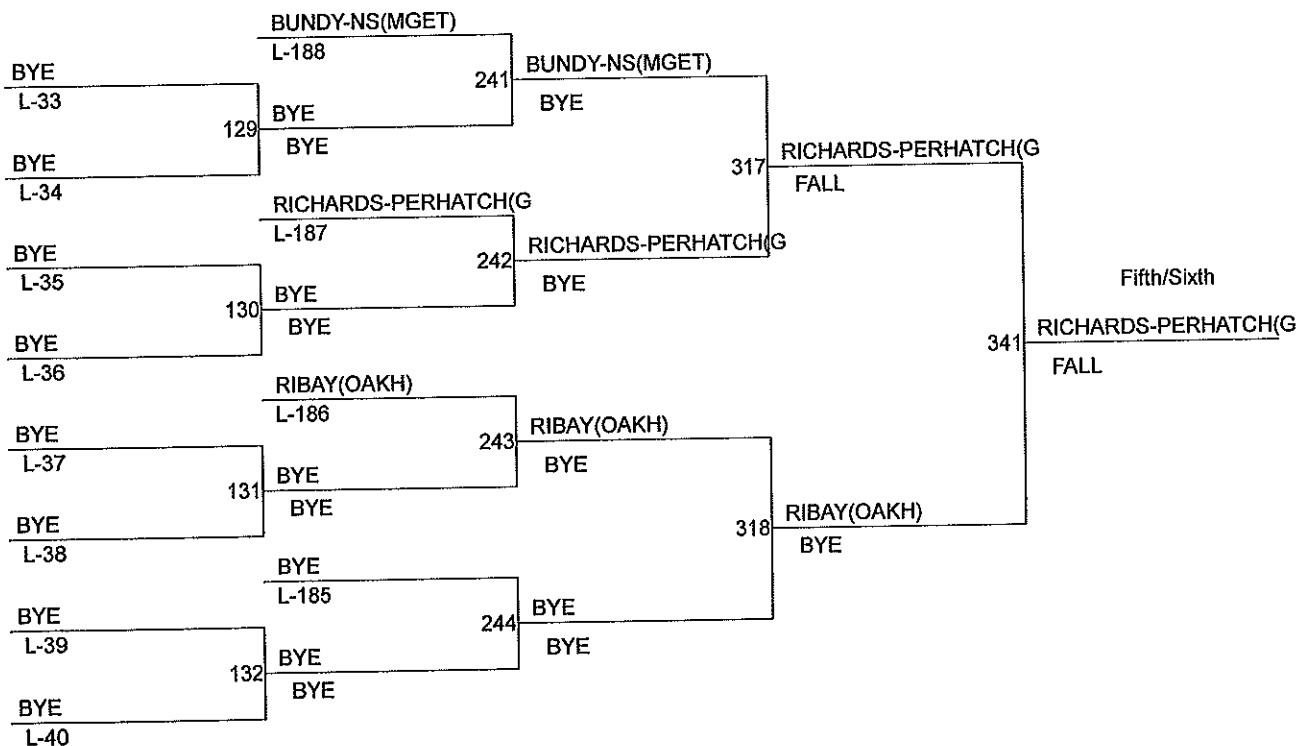 BUNDY-NS(MGET)
L-188
BYE
L-33
241
BUNDY-NS(MGET)
BYE
129
BYE
BYE
BYE
L-34
317
RICHARDS-PERHATCH(G
FALL
RICHARDS-PERHATCH(G
L-187
BYE
L-35
242
RICHARDS-PERHATCH(G
BYE
130
BYE
BYE
Fifth/Sixth
BYE
L-36
341
RICHARDS-PERHATCH(G
FALL
RIBAY(OAKH)
L-186
BYE
L-37
243
RIBAY(OAKH)
BYE
131
BYE
BYE
BYE
L-38
318
RIBAY(OAKH)
BYE
BYE
L-185
BYE
L-39
244
BYE
BYE
132
BYE
BYE
BYE
L-40